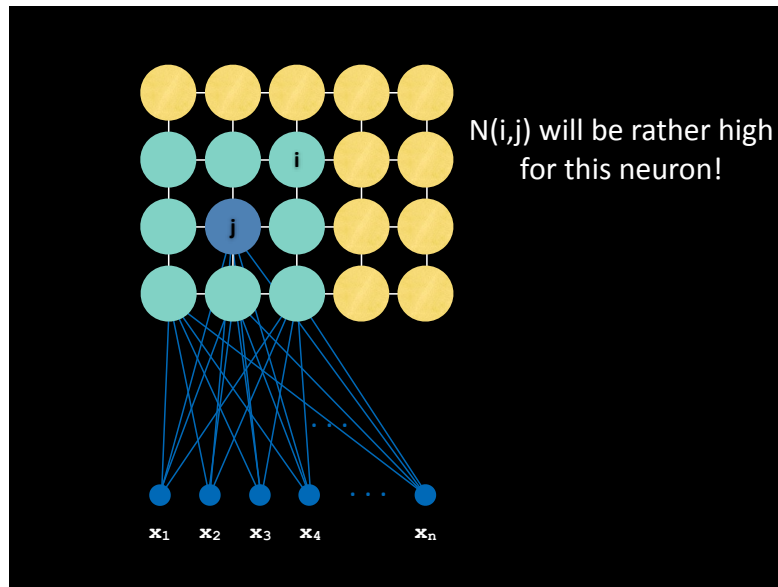 N(i,j) will be rather high
for this neuron!
i
j
. . .
. . .
x₁ x₂ x₃ x₄ xₙ